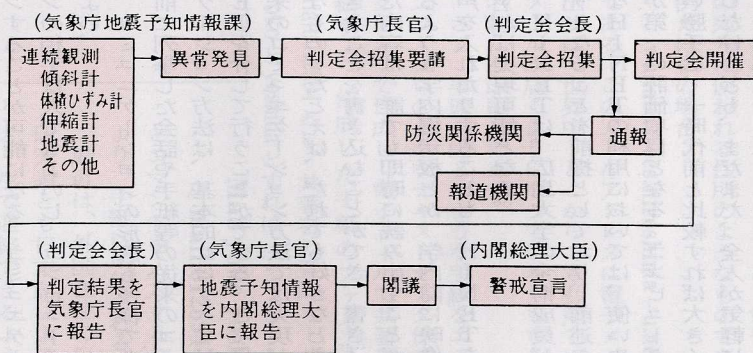 (気象庁地震予知情報課)
連続観測
傾斜計
体積ひずみ計
伸縮計
地震計
その他
異常発見
(気象庁長官)
判定会招集要請
(判定会会長)
判定会招集
判定会開催
通報
防災関係機関
報道機関
(判定会会長)
判定結果を
気象庁長官
に報告
(気象庁長官)
地震予知情報
を内閣総理大
臣に報告
閣議
(内閣総理大臣)
警戒宣言